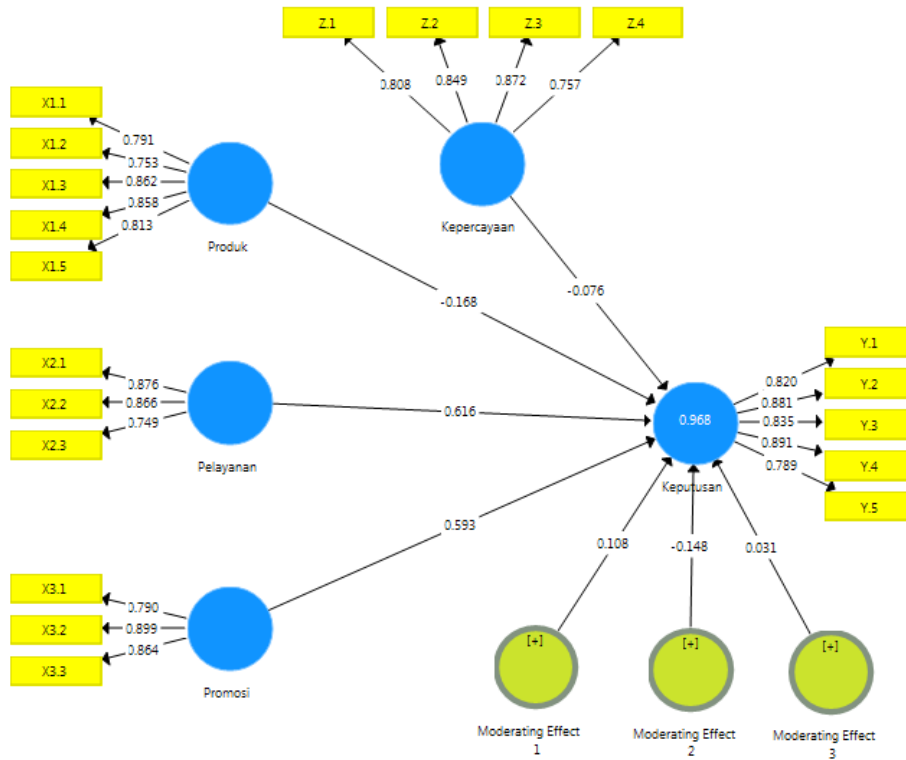 Z.1
Z.2
Z.3
Z.4
0.808
0.849
0.872
0.757
Kepercayaan
X1.1
X1.2
X1.3
X1.4
X1.5
0.791
0.753
0.862
0.858
0.813
Produk
-0.168
-0.076
X2.1
X2.2
X2.3
0.876
0.866
0.749
Pelayanan
0.616
X3.1
X3.2
X3.3
0.790
0.899
0.864
Promosi
0.593
0.968
Keputusan
0.820
0.881
0.835
0.891
0.789
Y.1
Y.2
Y.3
Y.4
Y.5
0.108
-0.148
0.031
[+]
Moderating Effect
1
[+]
Moderating Effect
2
[+]
Moderating Effect
3